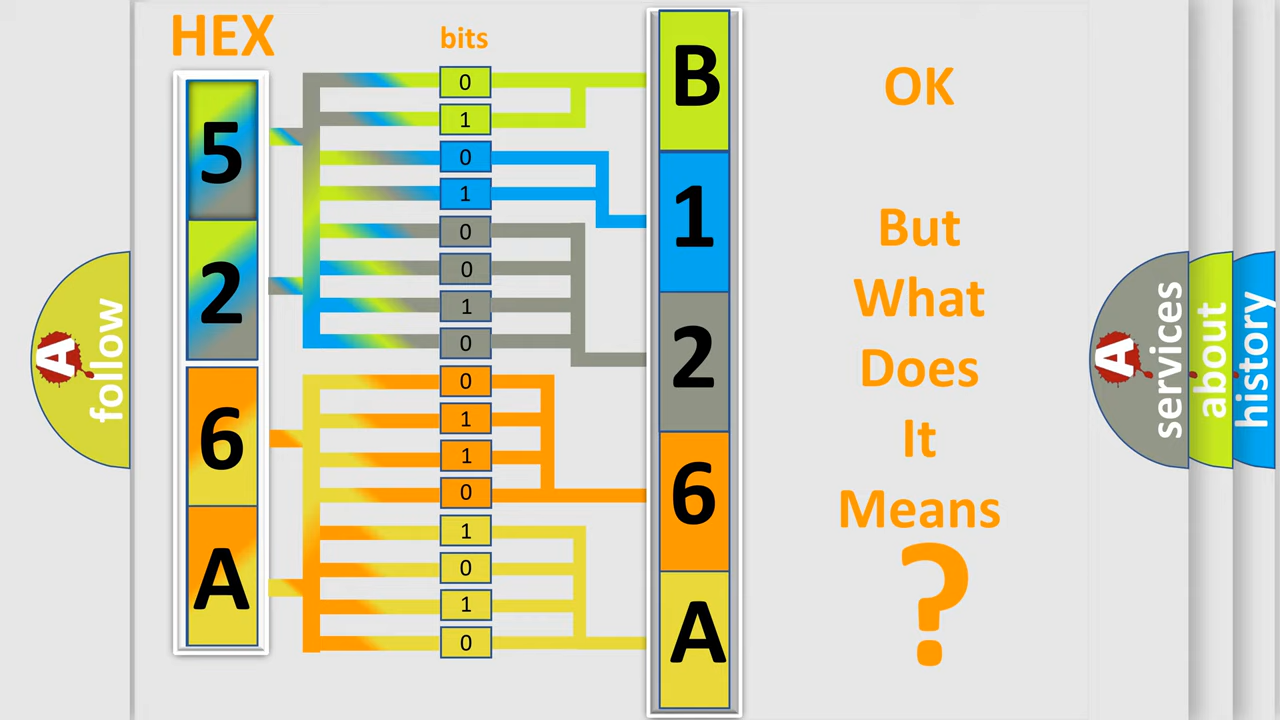 HEX
bits
5
2
6
A
0
1
0
1
0
0
1
0
0
1
1
0
1
0
1
0
B
1
2
6
A
OK
But
What
Does
It
Means
?
A
follow
A
services
about
history